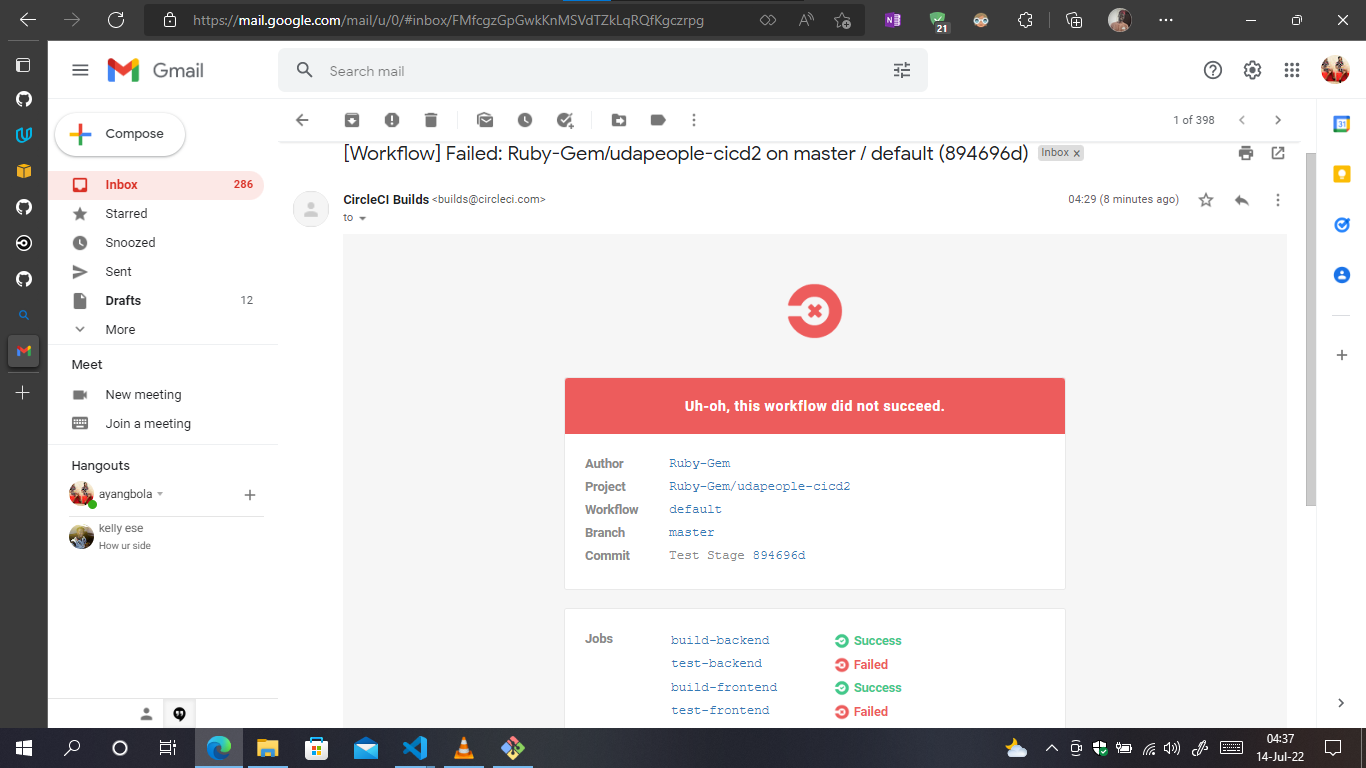 https://mail.google.com/mail/u/0/#inbox/FMfcgzGpGwkKnMSVdTZkLqRQfKgczrpg
21
Gmail
Search mail
Compose
1 of 398
Inbox 286
Starred
Snoozed
Sent
Drafts 12
More
Meet
New meeting
Join a meeting
Hangouts
ayangbola
kelly ese
How ur side
[Workflow] Failed: Ruby-Gem/udapeople-cicd2 on master / default (894696d) Inbox x
CircleCI Builds <builds@circleci.com> 04:29 (8 minutes ago)
to
Uh-oh, this workflow did not succeed.
Author Ruby-Gem
Project Ruby-Gem/udapeople-cicd2
Workflow default
Branch master
Commit Test Stage 894696d
Jobs build-backend Success
test-backend Failed
build-frontend Success
test-frontend Failed
31
04:37
14-Jul-22